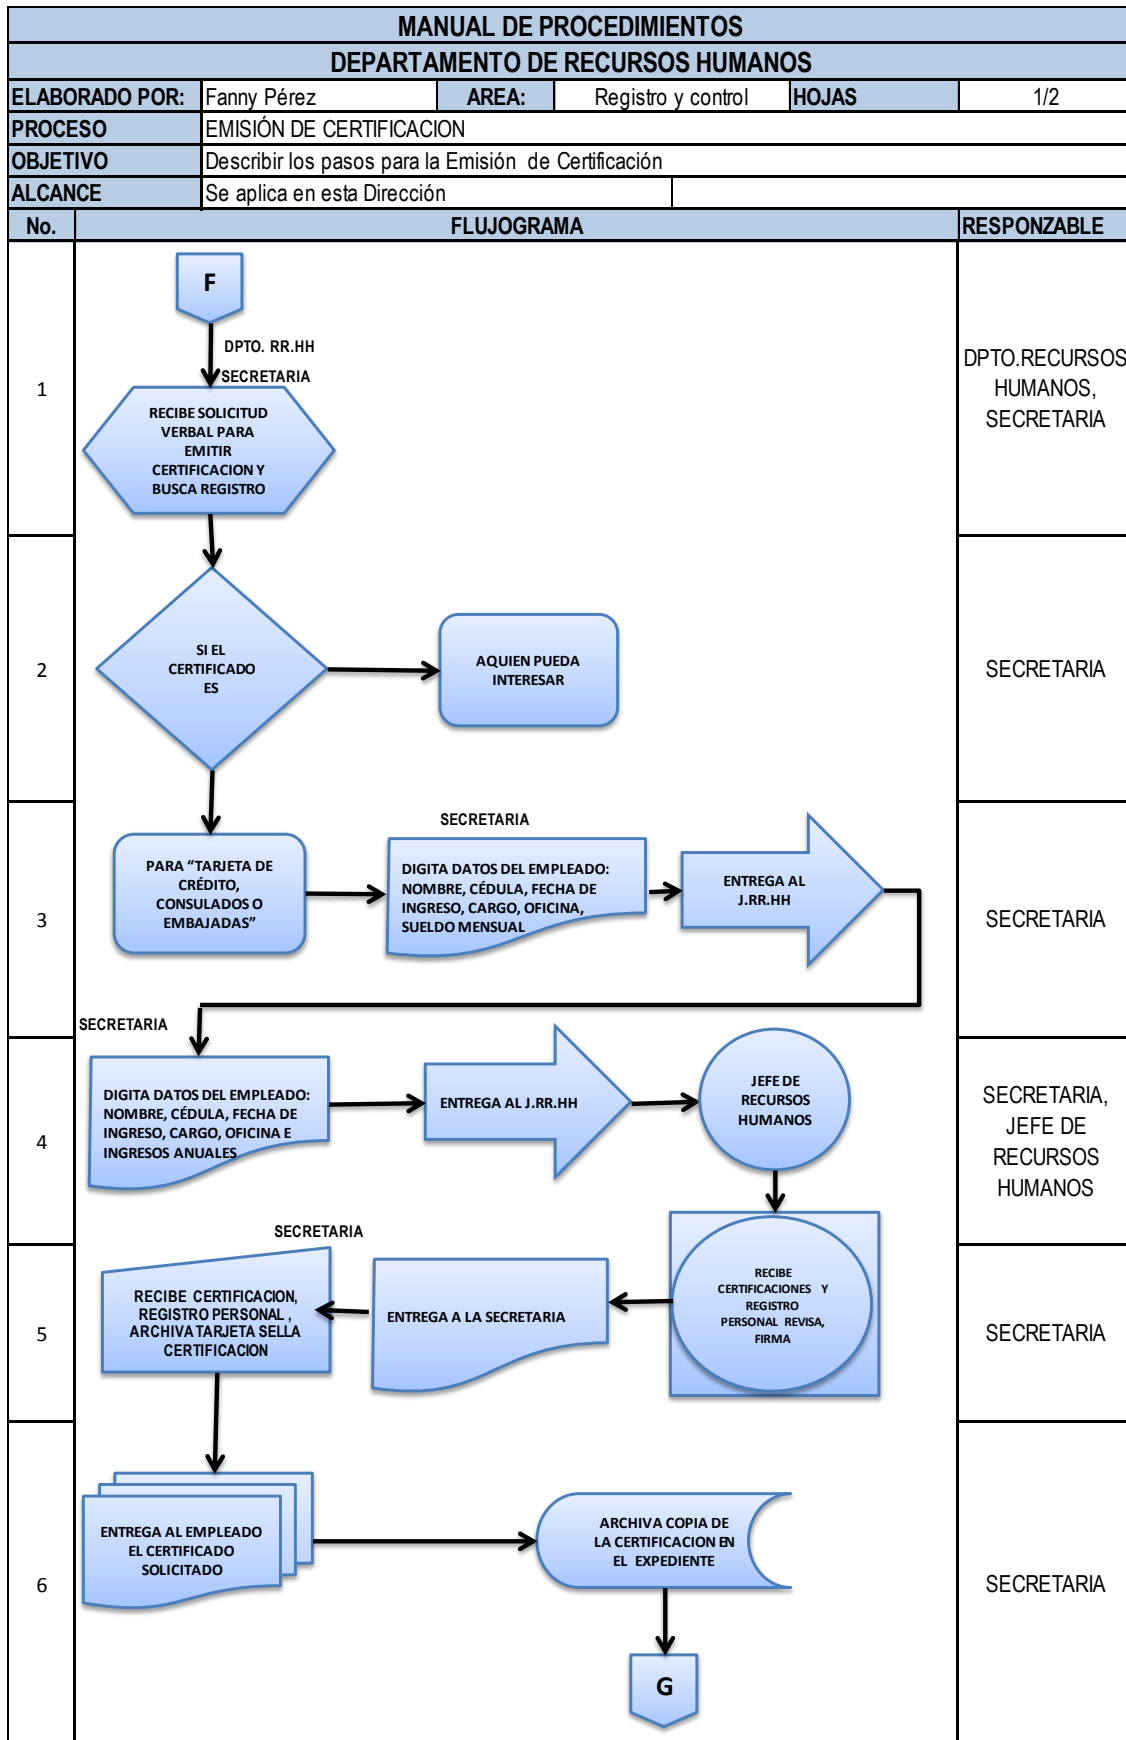 MANUAL DE PROCEDIMIENTOS
DEPARTAMENTO DE RECURSOS HUMANOS
ELABORADO POR: Fanny Pérez AREA: Registro y control HOJAS 1/2
PROCESO EMISIÓN DE CERTIFICACION
OBJETIVO Describir los pasos para la Emisión de Certificación
ALCANCE Se aplica en esta Dirección
No. FLUJOGRAMA RESPONZABLE
1
F
DPTO. RR.HH
SECRETARIA
RECIBE SOLICITUD
VERBAL PARA
EMITIR
CERTIFICACION Y
BUSCA REGISTRO
DPTO.RECURSOS
HUMANOS,
SECRETARIA
2
SI EL
CERTIFICADO
ES
AQUIEN PUEDA
INTERESAR
SECRETARIA
3
PARA “TARJETA DE
CRÉDITO,
CONSULADOS O
EMBAJADAS”
SECRETARIA
DIGITA DATOS DEL EMPLEADO:
NOMBRE, CÉDULA, FECHA DE
INGRESO, CARGO, OFICINA,
SUELDO MENSUAL
ENTREGA AL
J.RR.HH
SECRETARIA
4
SECRETARIA
DIGITA DATOS DEL EMPLEADO:
NOMBRE, CÉDULA, FECHA DE
INGRESO, CARGO, OFICINA E
INGRESOS ANUALES
ENTREGA AL J.RR.HH
JEFE DE
RECURSOS
HUMANOS
SECRETARIA,
JEFE DE
RECURSOS
HUMANOS
5
SECRETARIA
RECIBE CERTIFICACION,
REGISTRO PERSONAL ,
ARCHIVA TARJETA SELLA
CERTIFICACION
ENTREGA A LA SECRETARIA
RECIBE
CERTIFICACIONES Y
REGISTRO
PERSONAL REVISA,
FIRMA
SECRETARIA
6
ENTREGA AL EMPLEADO
EL CERTIFICADO
SOLICITADO
ARCHIVA COPIA DE
LA CERTIFICACION EN
EL EXPEDIENTE
G
SECRETARIA